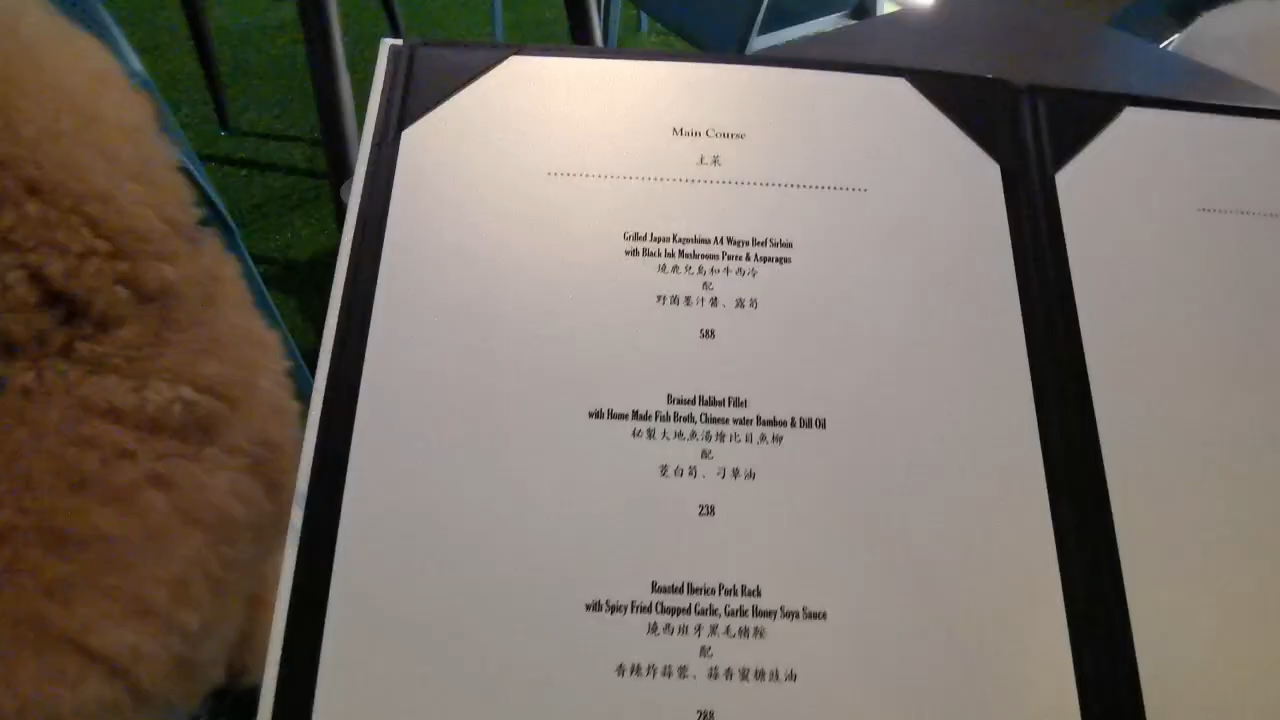 Main Course
主菜
Grilled Japan Kagoshima A4 Wagyu Beef Sirloin
with Black Ink Mushrooms Puree & Asparagus
燒鹿兒島和牛西冷
配
野菌墨汁醬、露筍
588
Braised Halibut Fillet
with Home Made Fish Broth, Chinese water Bamboo & Dill Oil
秘製大地魚湯燴比目魚柳
配
茭白筍、刁草油
238
Roasted Iberico Pork Rack
with Spicy Fried Chopped Garlic, Garlic Honey Soya Sauce
燒西班牙黑毛豬鞍
配
香辣炸蒜蓉、蒜香蜜糖豉油
288